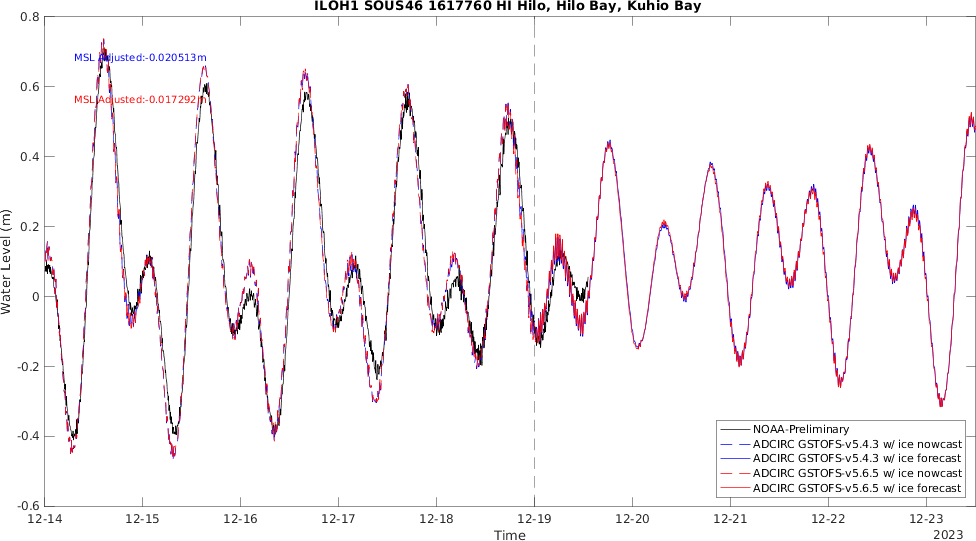 ILOH1 SOUS46 1617760 HI Hilo, Hilo Bay, Kuhio Bay
0.8
MSL Adjusted:-0.020513m
0.6
MSL Adjusted:-0.017292m
0.4
0.2
0
-0.2
-0.4
-0.6
Water Level (m)
NOAA-Preliminary
ADCIRC GSTOFS-v5.4.3 w/ ice nowcast
ADCIRC GSTOFS-v5.4.3 w/ ice forecast
ADCIRC GSTOFS-v5.6.5 w/ ice nowcast
ADCIRC GSTOFS-v5.6.5 w/ ice forecast
12-14 12-15 12-16 12-17 12-18 12-19 12-20 12-21 12-22 12-23
Time
2023